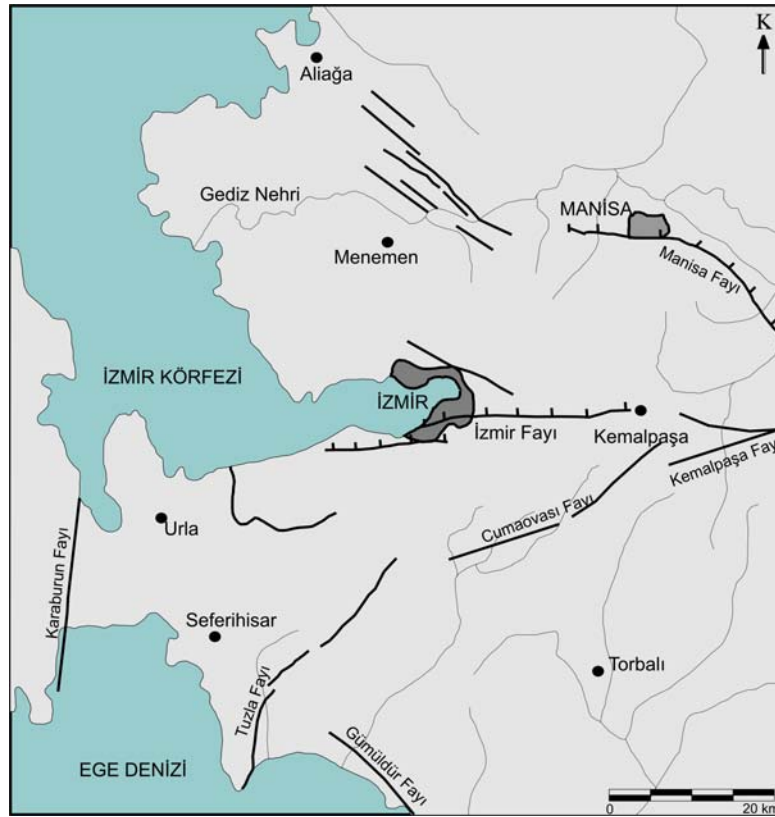 K
Aliağa
Gediz Nehri
MANİSA
Menemen
Manisa Fayı
İZMİR KÖRFEZİ
İZMİR
İzmir Fayı
Kemalpaşa
Kemalpaşa Fayı
Cumaovası Fayı
Urla
Karaburun Fayı
Seferihisar
Torbalı
Tuzla Fayı
Gümüldür Fayı
EGE DENİZİ
0 20 km